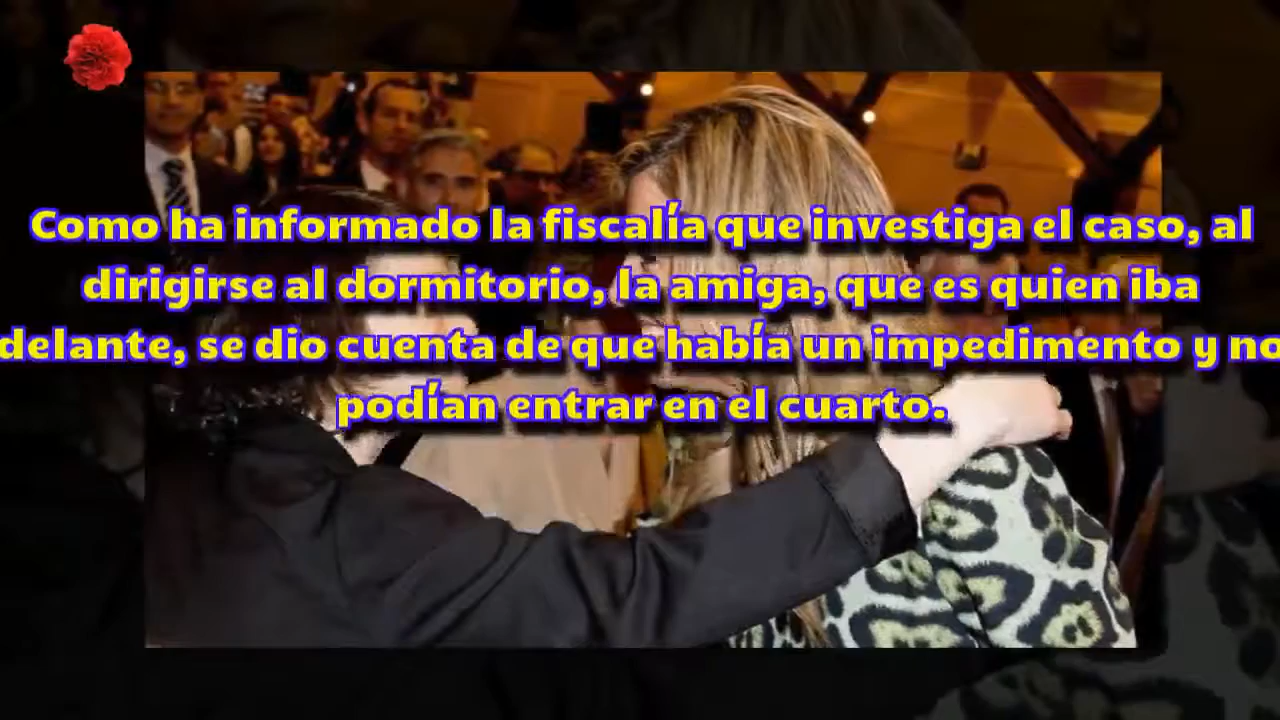 Como ha informado la fiscalía que investiga el caso, al
dirigirse al dormitorio, la amiga, que es quien iba
delante, se dio cuenta de que había un impedimento y no
podían entrar en el cuarto.